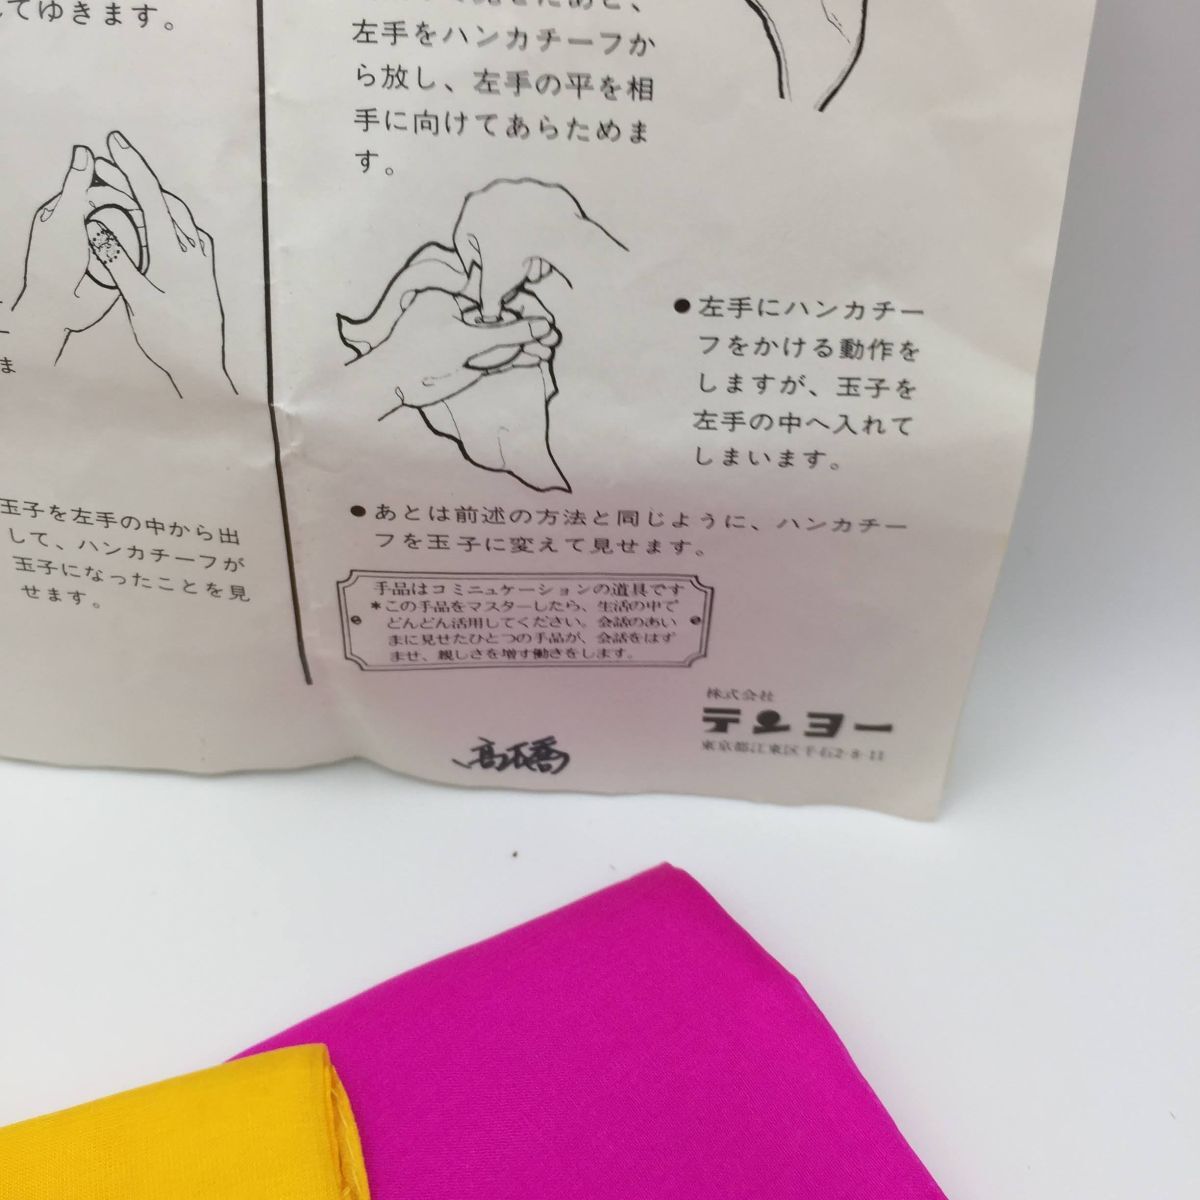 てゆきます。
ま
玉子を左手の中から出
して、ハンカチーフが
玉子になったことを見
せます。
左手をハンカチーフか
ら放し、左手の平を相
手に向けてあらためま
す。
●左手にハンカチー
フをかける動作を
しますが、玉子を
左手の中へ入れて
しまいます。
●あとは前述の方法と同じように、ハンカチー
フを玉子に変えて見せます。
手品はコミニュケーションの道具です
*この手品をマスターしたら、生活の中で
どんどん活用してください。会話のあい
まに見せたひとつの手品が、会話をはず
ませ、親しさを増す働きをします。
株式会社
テンヨー
東京都江東区千石2-8-11
高橋